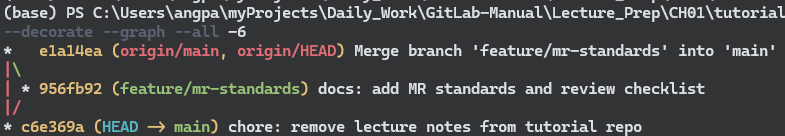 (base) PS C:\Users\angpa\myProjects\Daily_Work\GitLab-Manual\Lecture_Prep\CH01\tutorial
--decorate --graph --all -6
*   e1a14ea (origin/main, origin/HEAD) Merge branch 'feature/mr-standards' into 'main'
|\
| * 956fb92 (feature/mr-standards) docs: add MR standards and review checklist
|/
* c6e369a (HEAD -> main) chore: remove lecture notes from tutorial repo